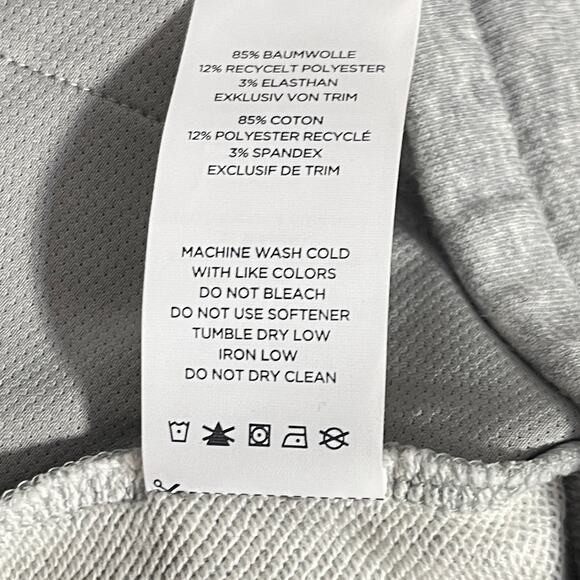 85% BAUMWOLLE
12% RECYCELT POLYESTER
3% ELASTHAN
EXKLUSIV VON TRIM
85% COTON
12% POLYESTER RECYCLÉ
3% SPANDEX
EXCLUSIF DE TRIM
MACHINE WASH COLD
WITH LIKE COLORS
DO NOT BLEACH
DO NOT USE SOFTENER
TUMBLE DRY LOW
IRON LOW
DO NOT DRY CLEAN